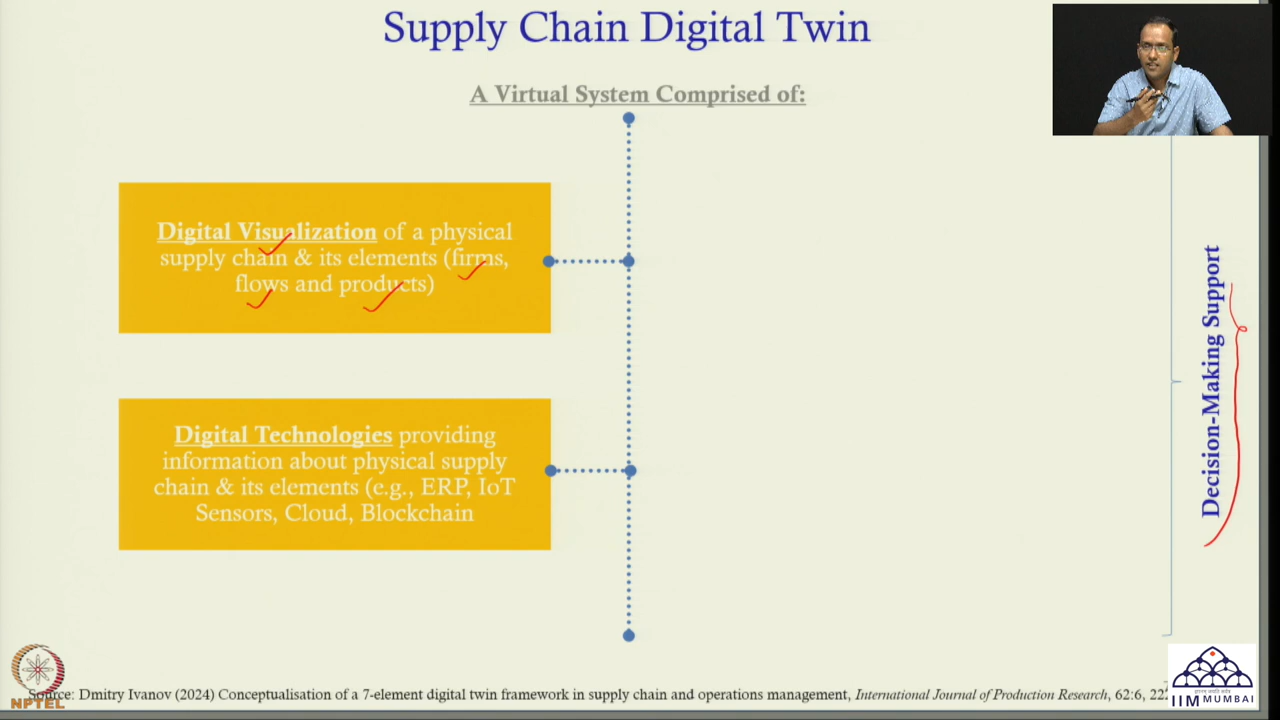 Supply Chain Digital Twin
A Virtual System Comprised of:
Digital Visualization of a physical
supply chain & its elements (firms,
flows and products)
Digital Technologies providing
information about physical supply
chain & its elements (e.g., ERP, IoT
Sensors, Cloud, Blockchain
Decision-Making Support
Source: Dmitry Ivanov (2024) Conceptualisation of a 7-element digital twin framework in supply chain and operations management, International Journal of Production Research, 62:6,
NPTEL
IIM MUMBAI